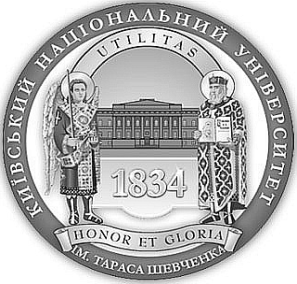 КИЇВСЬКИЙ НАЦІОНАЛЬНИЙ УНІВЕРСИТЕТ
UTILITAS
1834
HONOR ET GLORIA
ІМ. ТАРАСА ШЕВЧЕНКА